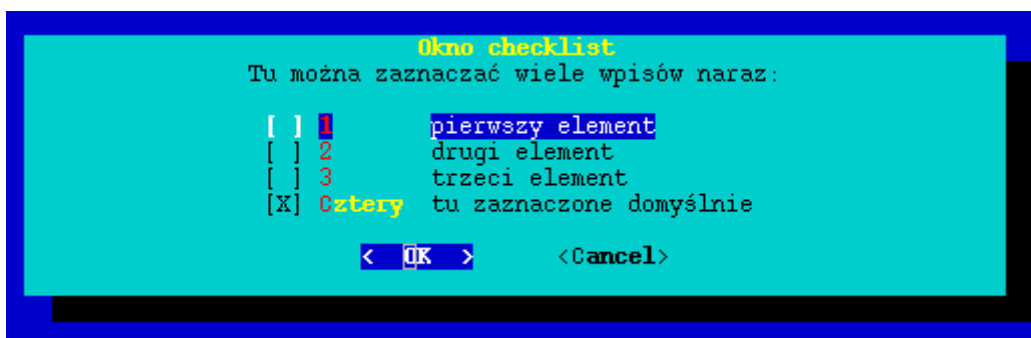 Okno checklist
Tu można zaznaczać wiele wpisów naraz:
[ ] 1 pierwszy element
[ ] 2 drugi element
[ ] 3 trzeci element
[X] Cztery tu zaznaczone domyślnie
< OK > <Cancel>